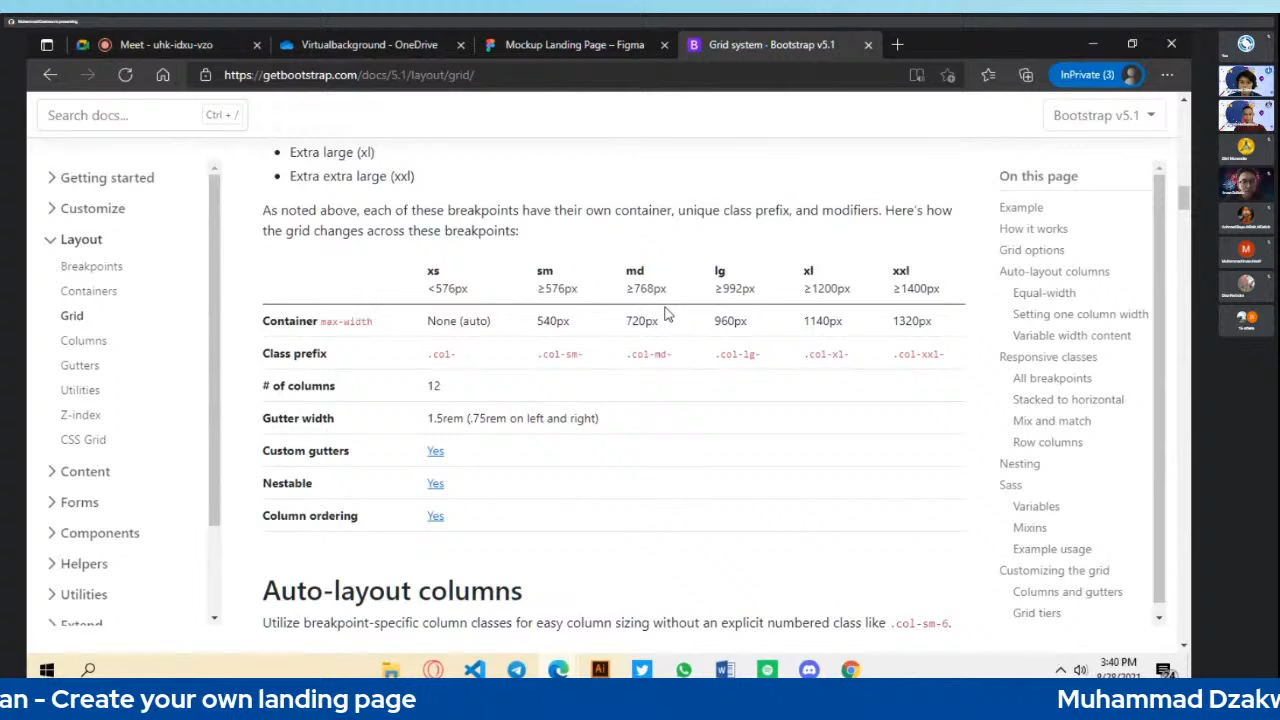 Meet - uhk-idxu-vzo
Virtualbackground - OneDrive
Mockup Landing Page – Figma
Grid system · Bootstrap v5.1
https://getbootstrap.com/docs/5.1/layout/grid/
InPrivate (3)
Search docs...
Ctrl + /
Bootstrap v5.1
Getting started
Customize
Layout
Breakpoints
Containers
Grid
Columns
Gutters
Utilities
Z-index
CSS Grid
Content
Forms
Components
Helpers
Utilities
Extend
Extra large (xl)
Extra extra large (xxl)
As noted above, each of these breakpoints have their own container, unique class prefix, and modifiers. Here's how
the grid changes across these breakpoints:
xs sm md lg xl xxl
<576px ≥576px ≥768px ≥992px ≥1200px ≥1400px
Container max-width None (auto) 540px 720px 960px 1140px 1320px
Class prefix .col- .col-sm- .col-md- .col-lg- .col-xl- .col-xxl-
# of columns 12
Gutter width 1.5rem (.75rem on left and right)
Custom gutters Yes
Nestable Yes
Column ordering Yes
Auto-layout columns
Utilize breakpoint-specific column classes for easy column sizing without an explicit numbered class like .col-sm-6.
On this page
Example
How it works
Grid options
Auto-layout columns
Equal-width
Setting one column width
Variable width content
Responsive classes
All breakpoints
Stacked to horizontal
Mix and match
Row columns
Nesting
Sass
Variables
Mixins
Example usage
Customizing the grid
Columns and gutters
Grid tiers
3:40 PM
an - Create your own landing page
Muhammad Dzakw